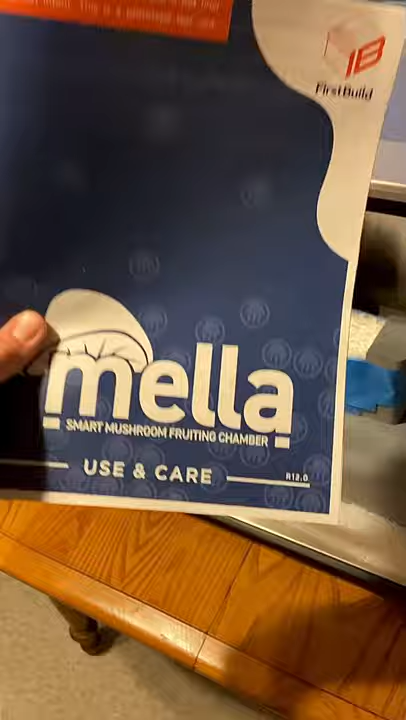 FirstBuild
mella
SMART MUSHROOM FRUITING CHAMBER
USE & CARE
R12.0